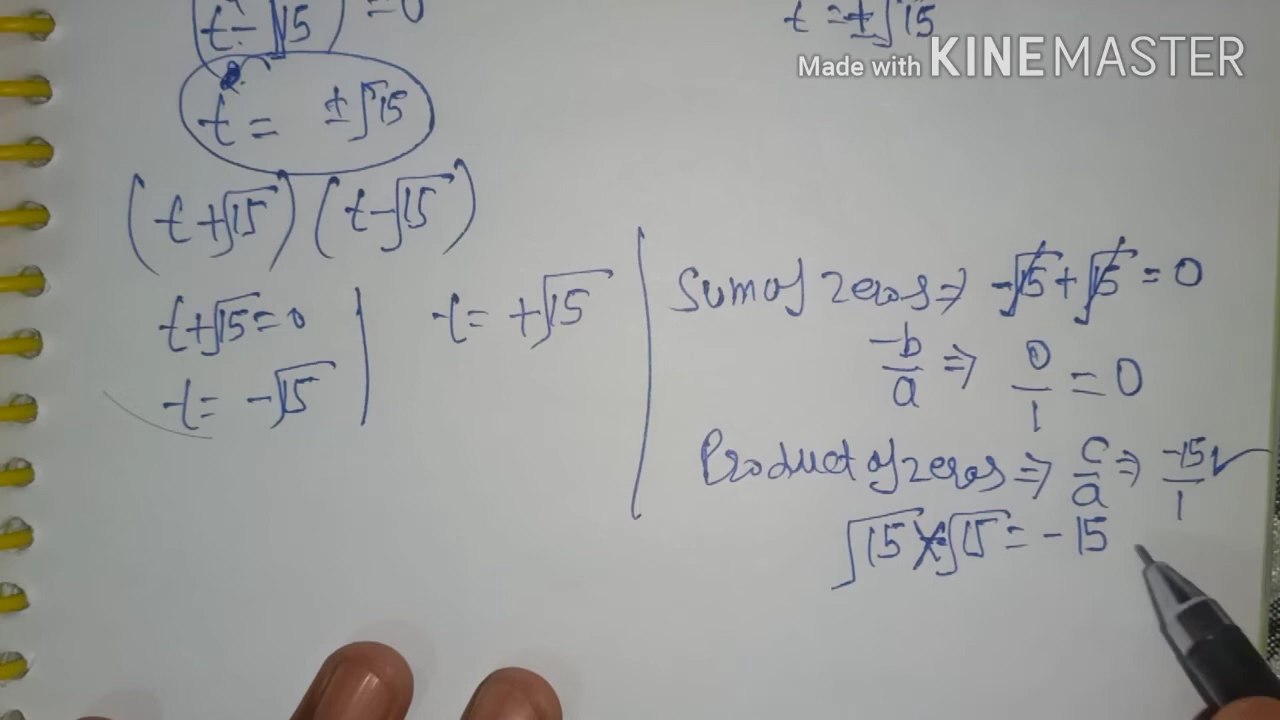 t - √15 = 0
t = ±√15
Made with KINEMASTER
t = ±√15
(t+√15) (t-√15)
t+√15=0
t= -√15
t= +√15
Sum of zeros ⇒ -√15+√15 = 0
-b/a ⇒ 0/1 = 0
Product of zeros ⇒ c/a ⇒ -15/1 ✓
√15 × -√15 = -15